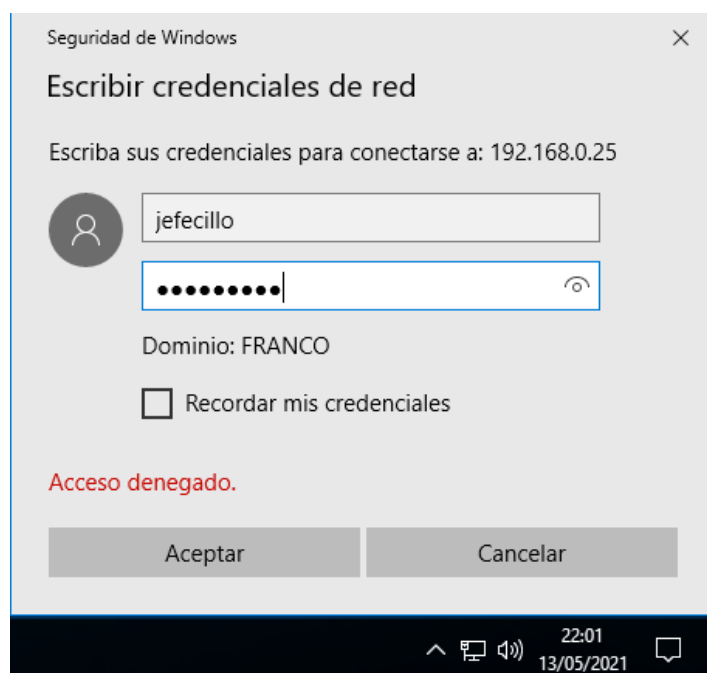 Seguridad de Windows
Escribir credenciales de red
Escriba sus credenciales para conectarse a: 192.168.0.25
jefecillo
●●●●●●●●●
Dominio: FRANCO
Recordar mis credenciales
Acceso denegado.
Aceptar Cancelar
22:01
13/05/2021